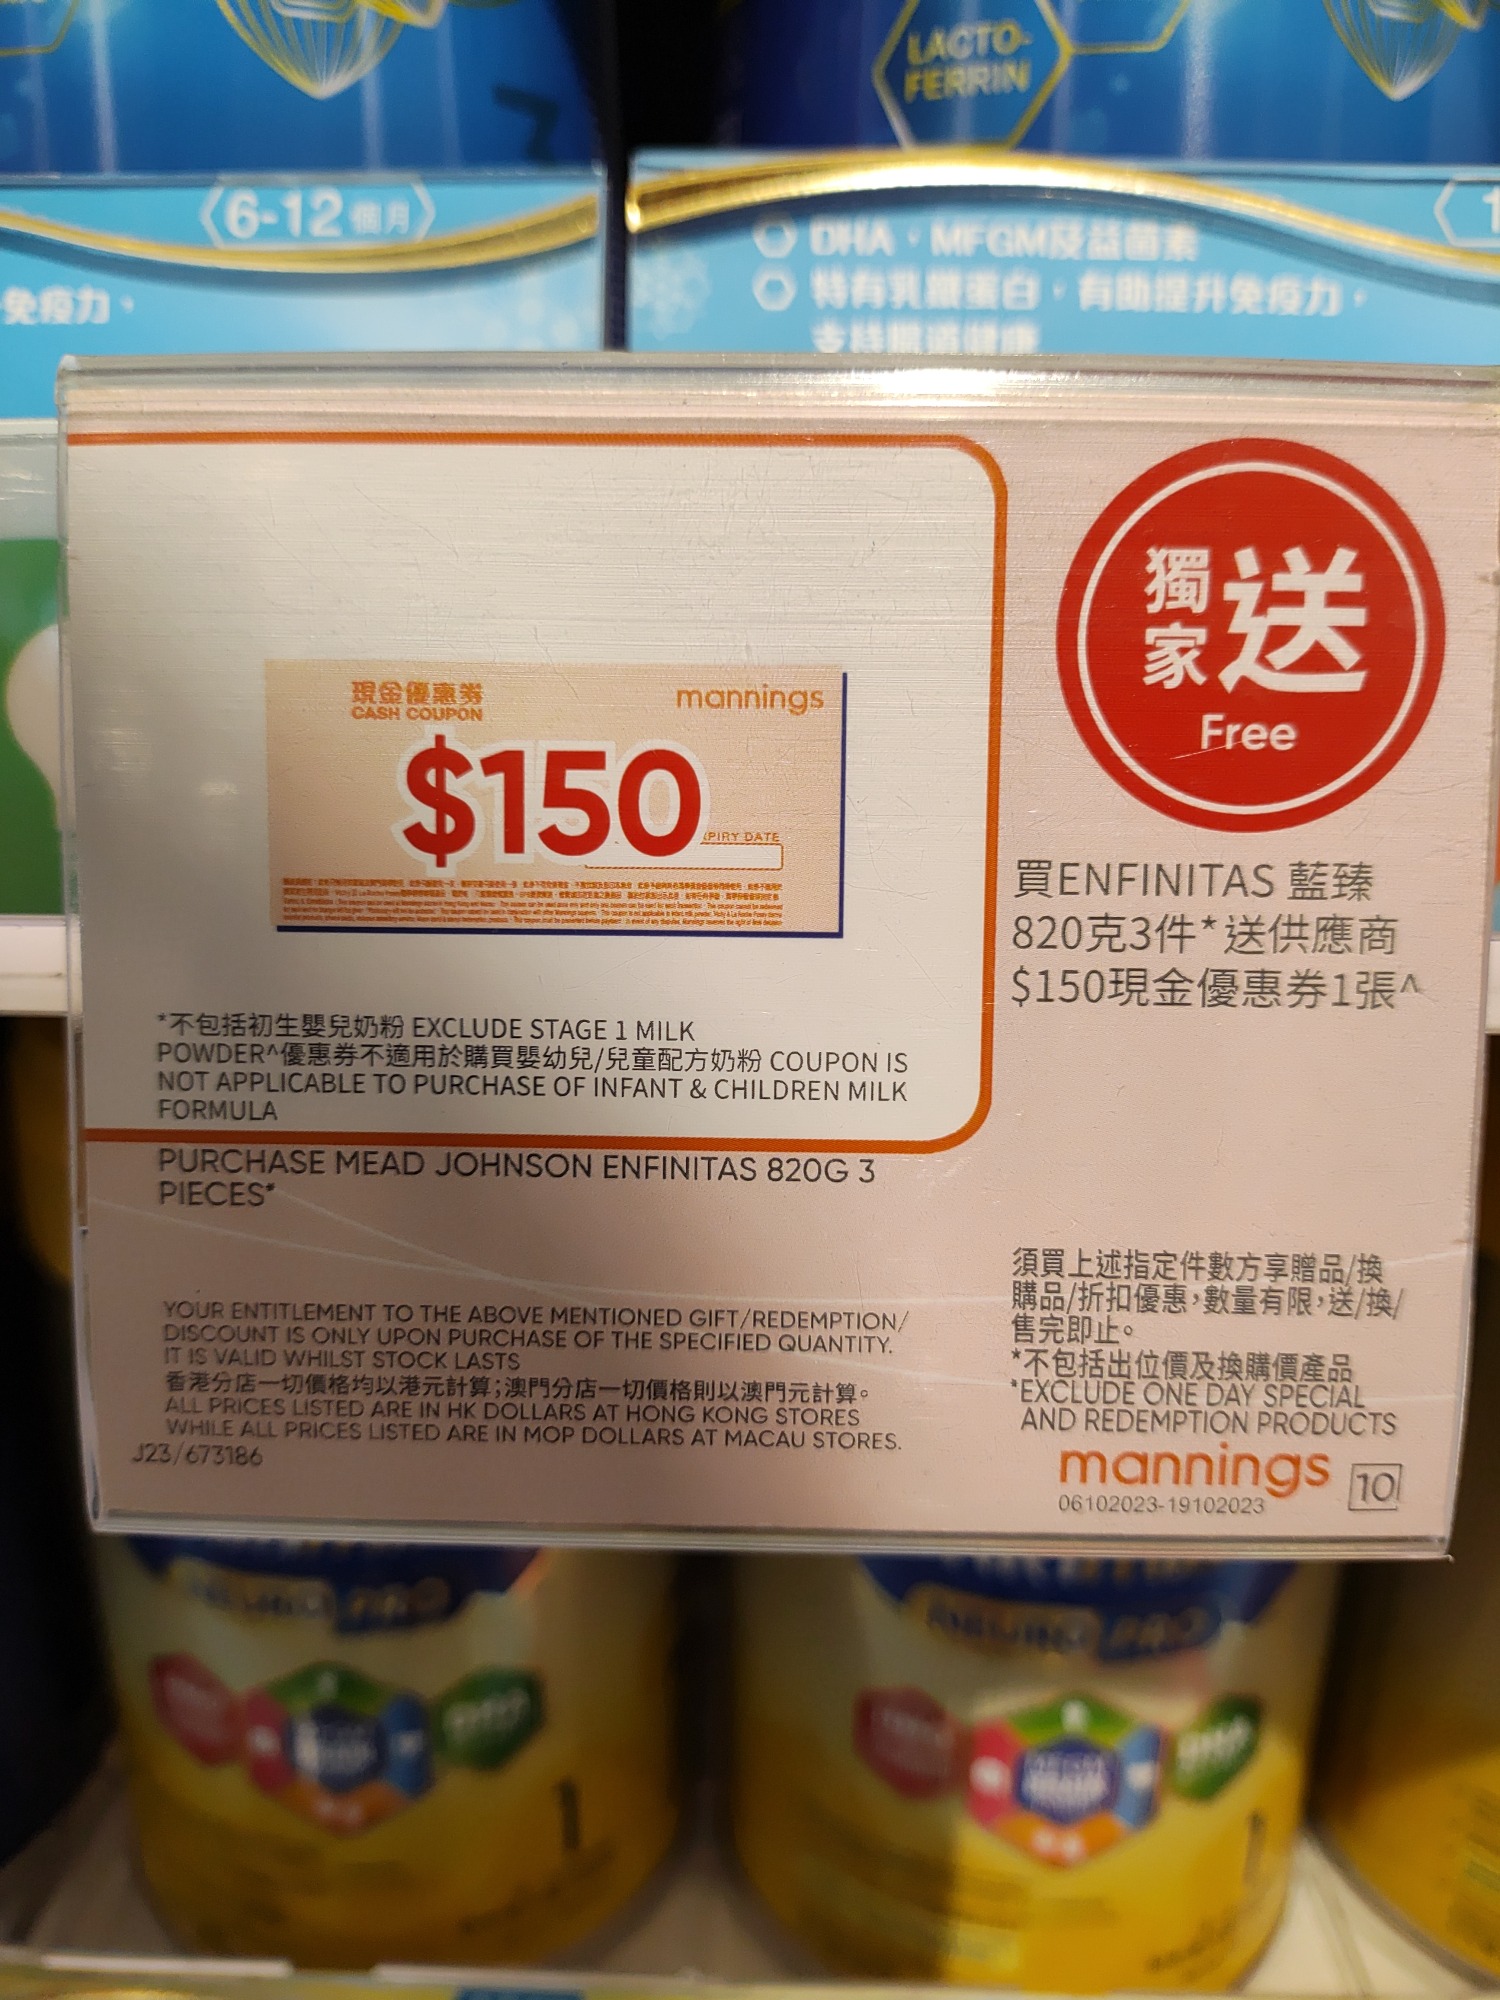 LACTO-
FERRIN
6-12 個月
免疫力、
DHA、MFGM及益菌素
特有乳鐵蛋白，有助提升免疫力，
支持腸道健康
現金優惠券
CASH COUPON
mannings
$150
PIRY DATE
獨家送
Free
買ENFINITAS 藍臻
820克3件*送供應商
$150現金優惠券1張^
*不包括初生嬰兒奶粉 EXCLUDE STAGE 1 MILK
POWDER^優惠券不適用於購買嬰幼兒/兒童配方奶粉 COUPON IS
NOT APPLICABLE TO PURCHASE OF INFANT & CHILDREN MILK
FORMULA
PURCHASE MEAD JOHNSON ENFINITAS 820G 3
PIECES*
YOUR ENTITLEMENT TO THE ABOVE MENTIONED GIFT/REDEMPTION/
DISCOUNT IS ONLY UPON PURCHASE OF THE SPECIFIED QUANTITY.
IT IS VALID WHILST STOCK LASTS
香港分店一切價格均以港元計算;澳門分店一切價格則以澳門元計算。
ALL PRICES LISTED ARE IN HK DOLLARS AT HONG KONG STORES
WHILE ALL PRICES LISTED ARE IN MOP DOLLARS AT MACAU STORES.
J23/673186
須買上述指定件數方享贈品/換
購品/折扣優惠，數量有限，送/換/
售完即止。
*不包括出位價及換購價產品
*EXCLUDE ONE DAY SPECIAL
AND REDEMPTION PRODUCTS
mannings
06102023-19102023
10
PRO
PRO
DHA
1
1